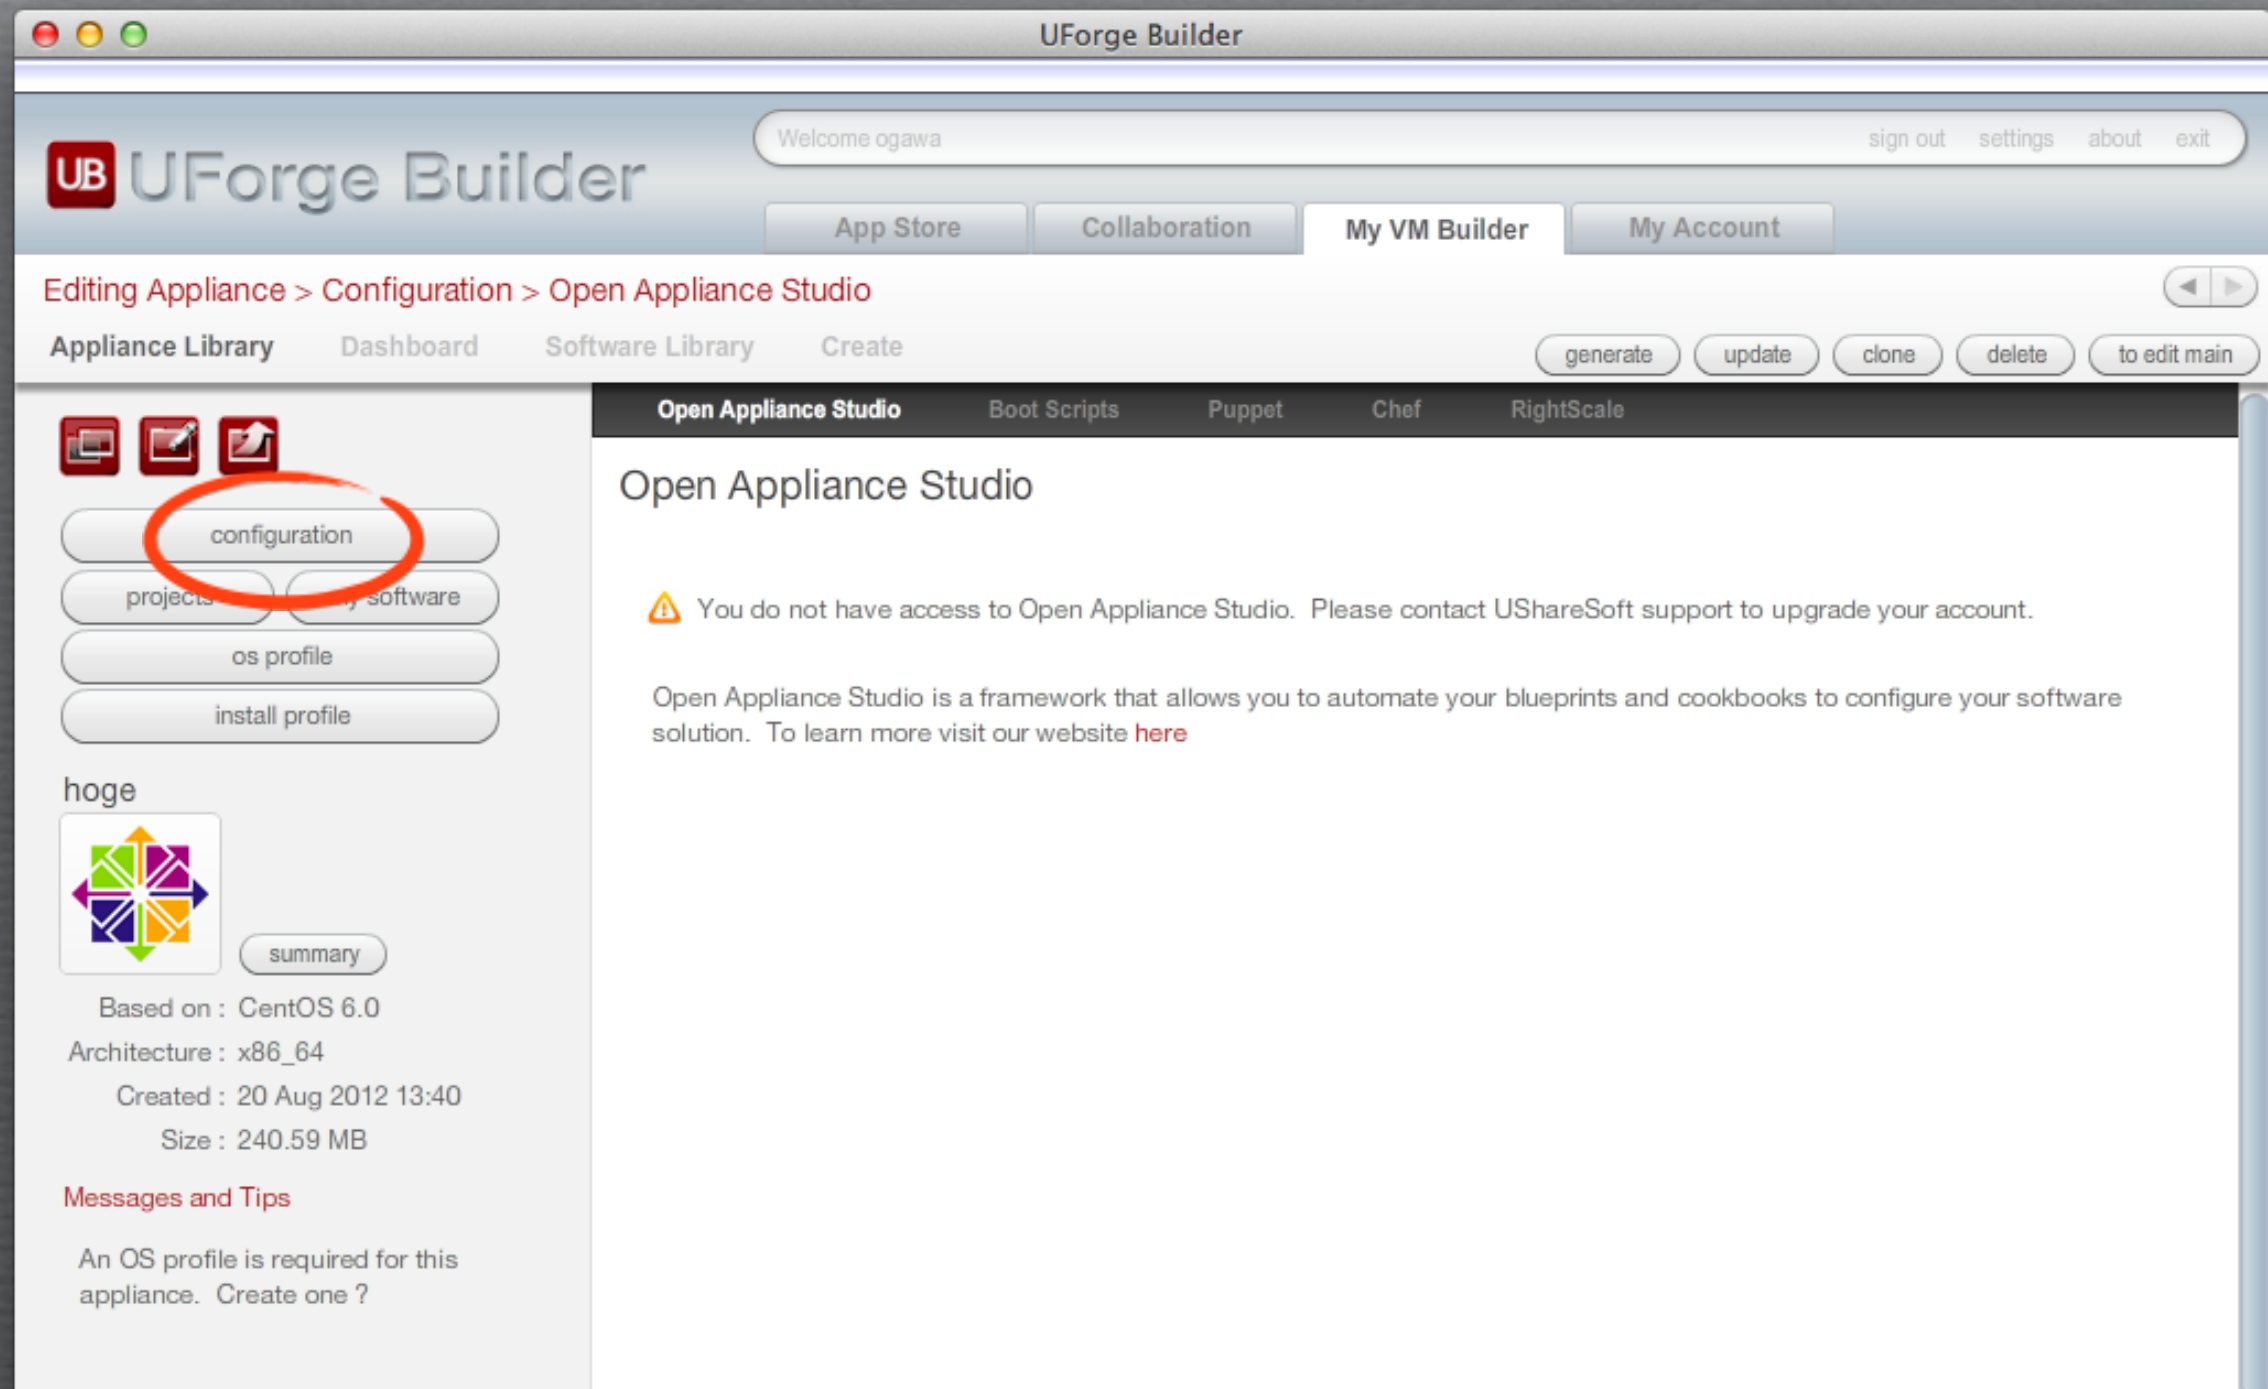 UForge Builder
Welcome ogawa
sign out settings about exit
UB UForge Builder
App Store Collaboration My VM Builder My Account
Editing Appliance > Configuration > Open Appliance Studio
Appliance Library Dashboard Software Library Create
generate update clone delete to edit main
Open Appliance Studio Boot Scripts Puppet Chef RightScale
configuration
projects software
os profile
install profile
hoge
summary
Based on : CentOS 6.0
Architecture : x86_64
Created : 20 Aug 2012 13:40
Size : 240.59 MB
Messages and Tips
An OS profile is required for this
appliance. Create one ?
Open Appliance Studio
You do not have access to Open Appliance Studio. Please contact UShareSoft support to upgrade your account.
Open Appliance Studio is a framework that allows you to automate your blueprints and cookbooks to configure your software
solution. To learn more visit our website here